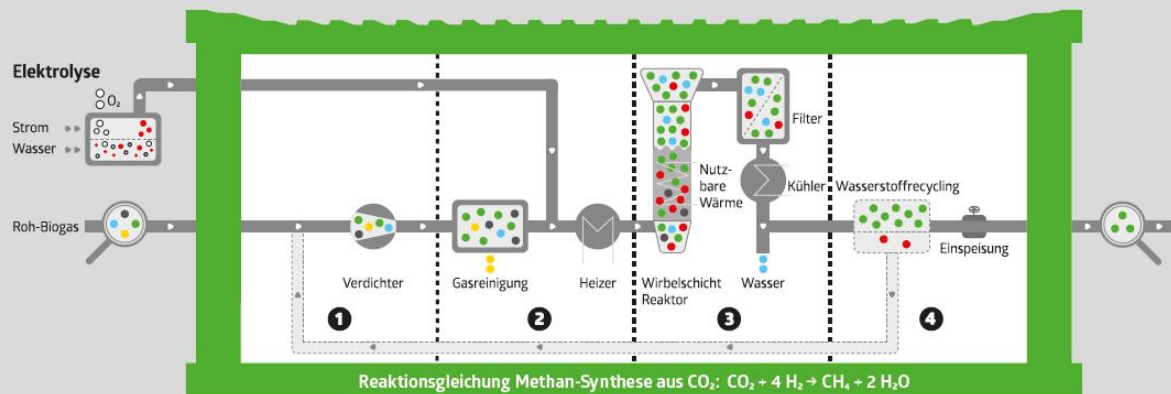 Elektrolyse
O₂
Strom
Wasser
Roh-Biogas
Verdichter
Gasreinigung
Heizer
Nutz-
bare
Wärme
Wirbelschicht
Reaktor
Filter
Kühler
Wasser
Wasserstoffrecycling
Einspeisung
1
2
3
4
Reaktionsgleichung Methan-Synthese aus CO₂: CO₂ + 4 H₂ → CH₄ + 2 H₂O